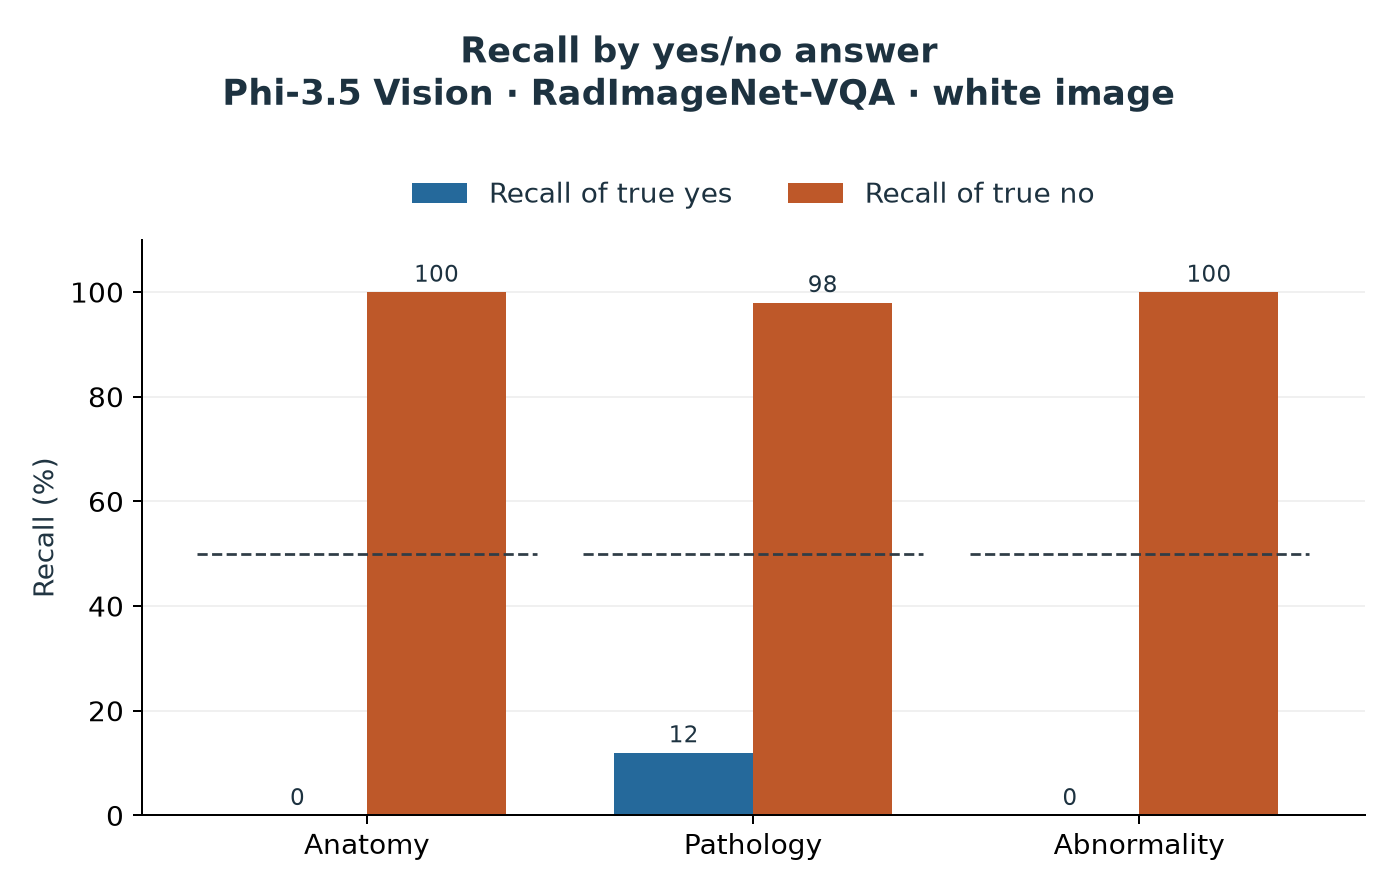 Recall by yes/no answer
Phi-3.5 Vision · RadImageNet-VQA · white image
Recall of true yes
Recall of true no
Recall (%)
100
80
60
40
20
0
0
100
12
98
0
100
Anatomy
Pathology
Abnormality